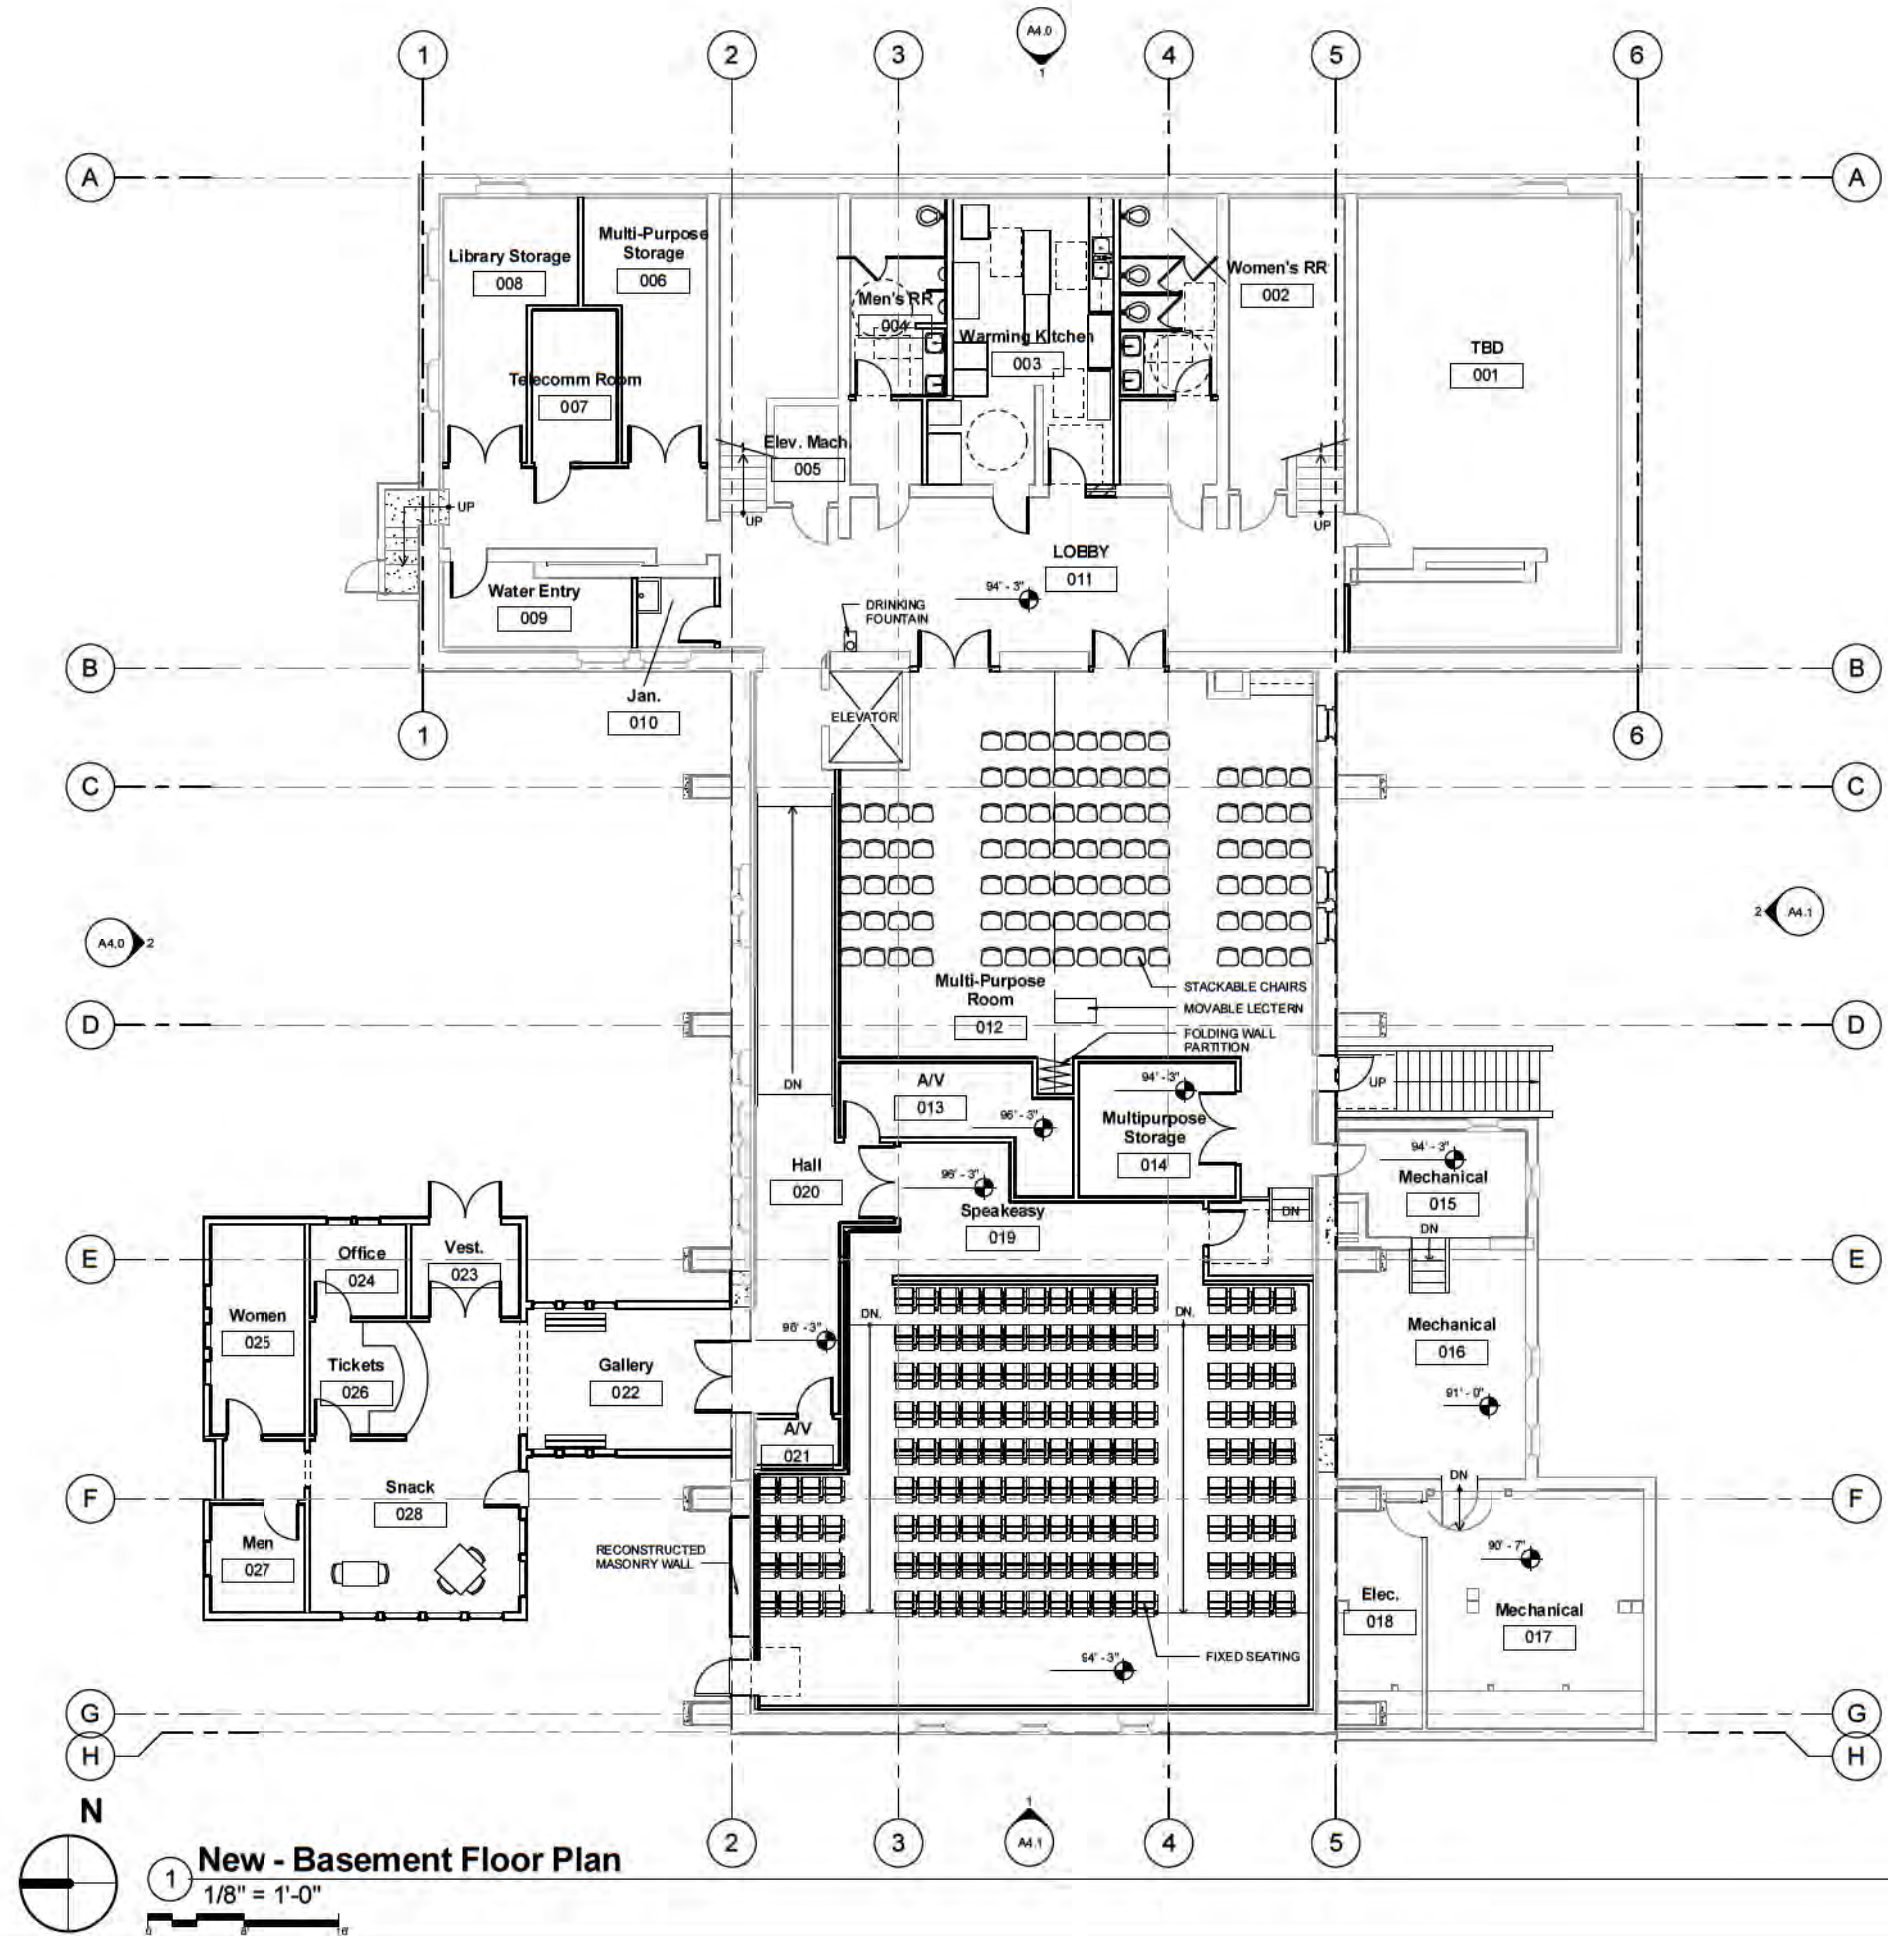 A4.0
1
1
2
3
4
5
6
A
A
Library Storage
008
Multi-Purpose
Storage
006
Men's RR
004
Warming Kitchen
003
Women's RR
002
TBD
001
Telecomm Room
007
Elev. Mach.
005
UP
UP
UP
LOBBY
011
94' - 3"
Water Entry
009
DRINKING
FOUNTAIN
B
B
Jan.
010
ELEVATOR
1
6
C
C
A4.0
2
2
A4.1
Multi-Purpose
Room
012
STACKABLE CHAIRS
MOVABLE LECTERN
FOLDING WALL
PARTITION
D
D
DN
A/V
013
96' - 3"
94' - 3"
Multipurpose
Storage
014
UP
94' - 3"
Mechanical
015
DN
Hall
020
96' - 3"
Speakeasy
019
DN
E
E
Office
024
Vest.
023
Women
025
Tickets
026
Gallery
022
96' - 3"
DN.
DN.
Mechanical
016
91' - 0"
A/V
021
F
F
Snack
028
DN
Men
027
RECONSTRUCTED
MASONRY WALL
90' - 7"
Elec.
018
Mechanical
017
94' - 3"
FIXED SEATING
G
G
H
H
N
2
3
1
A4.1
4
5
1
New - Basement Floor Plan
1/8" = 1'-0"
0
8'